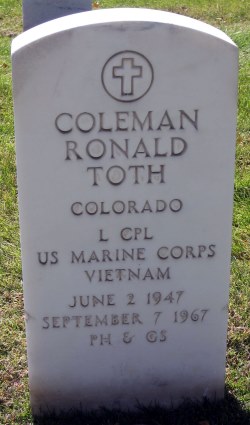 COLEMAN
RONALD
TOTH
COLORADO
L CPL
US MARINE CORPS
VIETNAM
JUNE 2 1947
SEPTEMBER 7 1967
PH & GS